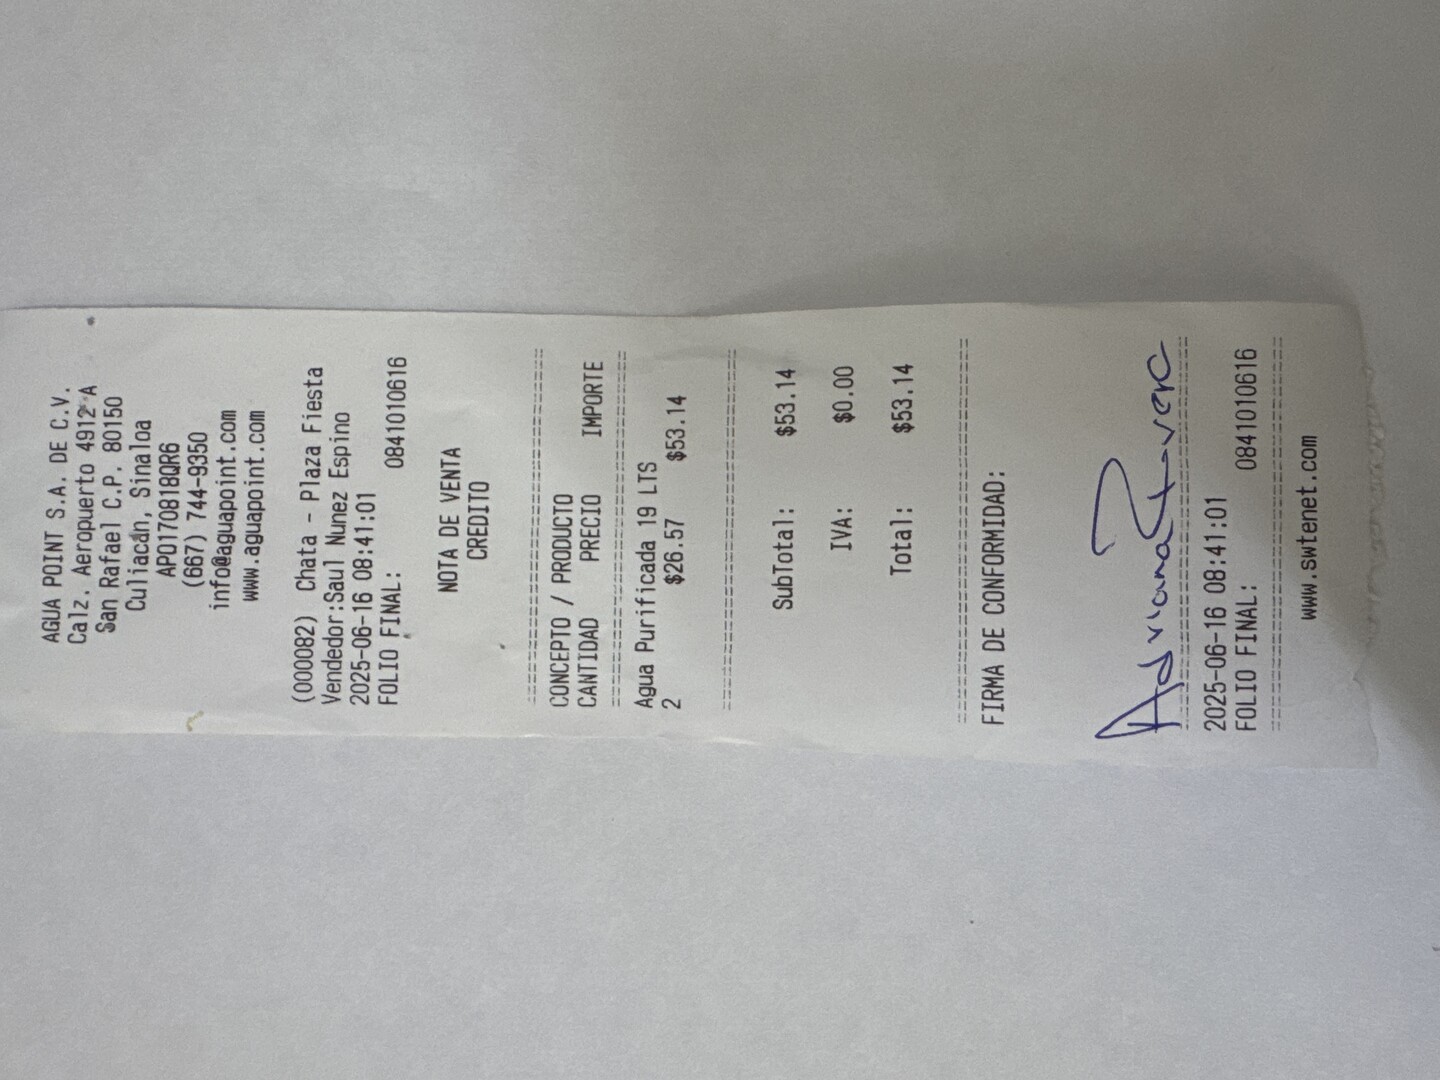 AGUA POINT S.A. DE C.V.
Calz. Aeropuerto 4912 A
San Rafael C.P. 80150
Culiacán, Sinaloa
APO170818QR6
(667) 744-9350
info@aguapoint.com
www.aguapoint.com
(000082) Chata - Plaza Fiesta
Vendedor:Saul Nunez Espino
2025-06-16 08:41:01
FOLIO FINAL: 0841010616
NOTA DE VENTA
CREDITO
CONCEPTO / PRODUCTO
CANTIDAD PRECIO IMPORTE
Agua Purificada 19 LTS
2 $26.57 $53.14
SubTotal: $53.14
IVA: $0.00
Total: $53.14
FIRMA DE CONFORMIDAD:
Adriana
2025-06-16 08:41:01
FOLIO FINAL: 0841010616
www.swtenet.com